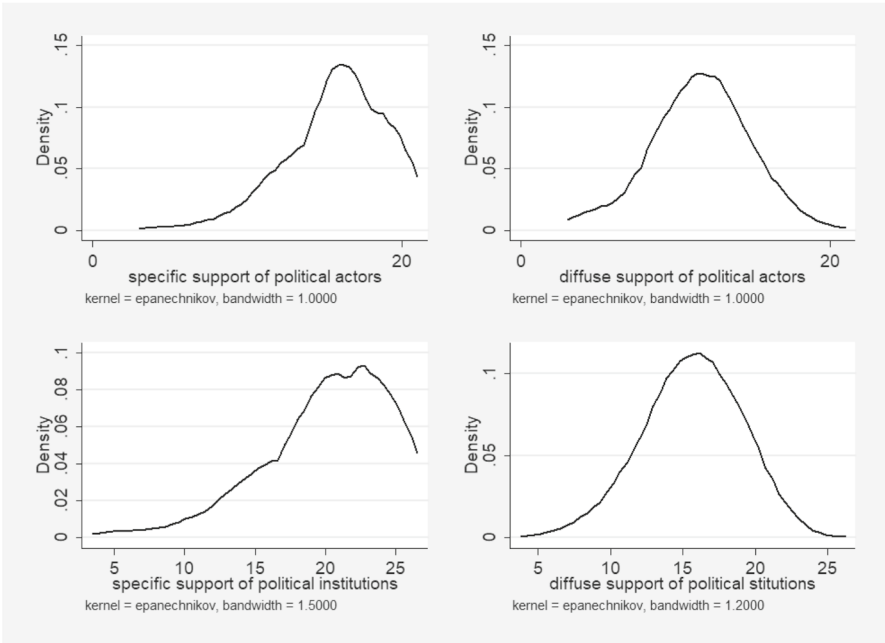 .15
.1
.05
0
Density
0 20
specific support of political actors
kernel = epanechnikov, bandwidth = 1.0000
.15
.1
.05
0
Density
0 20
diffuse support of political actors
kernel = epanechnikov, bandwidth = 1.0000
.1
.08
.06
.04
.02
0
Density
5 10 15 20 25
specific support of political institutions
kernel = epanechnikov, bandwidth = 1.5000
.1
.05
0
Density
5 10 15 20 25
diffuse support of political stitutions
kernel = epanechnikov, bandwidth = 1.2000